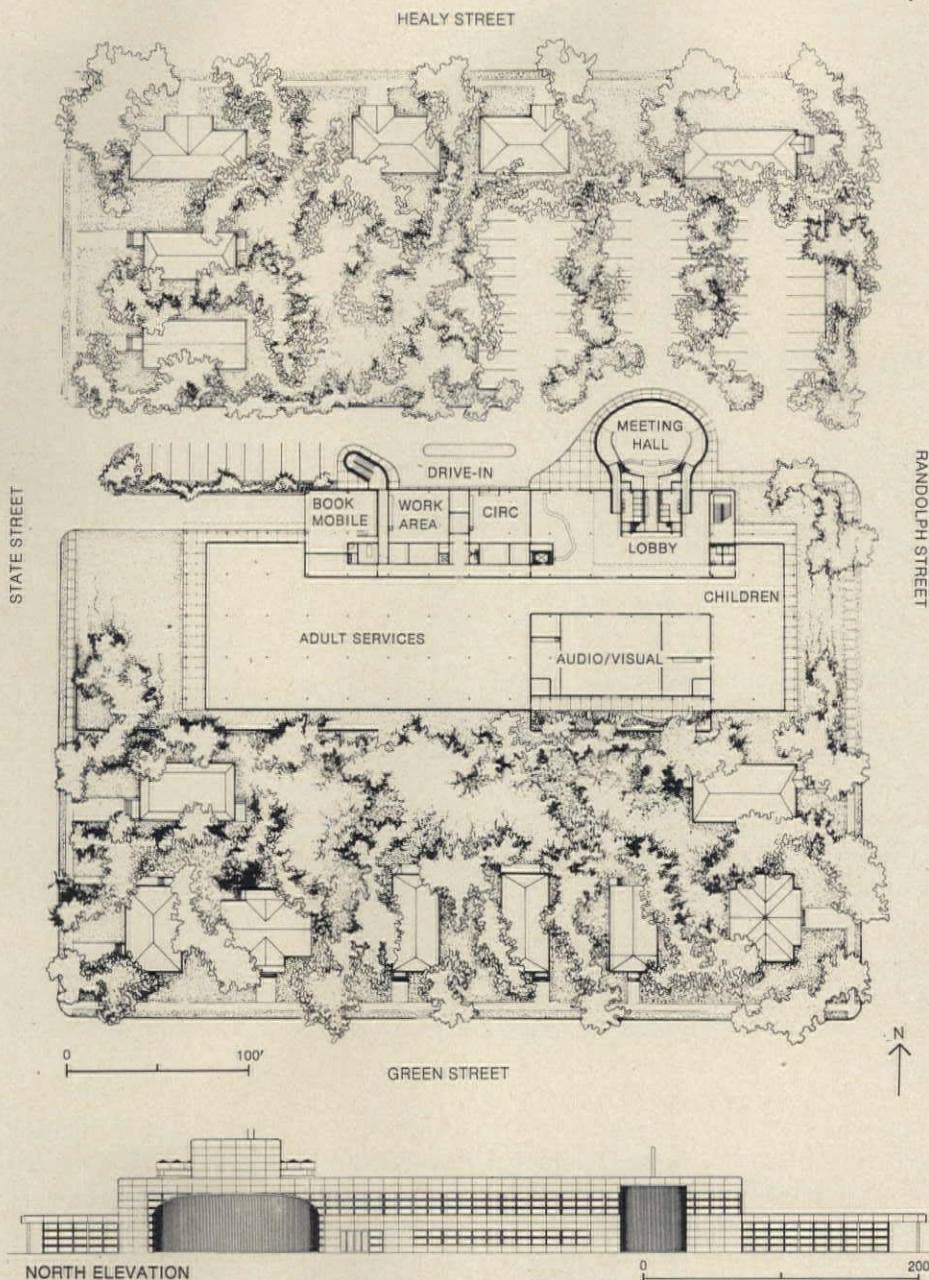 HEALY STREET
MEETING
HALL
DRIVE-IN
BOOK
MOBILE
WORK
AREA
CIRC
LOBBY
CHILDREN
ADULT SERVICES
AUDIO/VISUAL
STATE STREET
RANDOLPH STREET
N
0 100'
GREEN STREET
NORTH ELEVATION
0 200